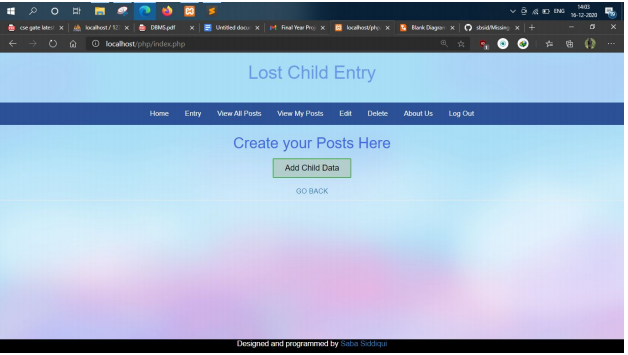 14:03
ENG
16-12-2020
cse gate latest
localhost / 12
DBMS.pdf
Untitled docu
Final Year Proj
localhost/php
Blank Diagram
sbsid/Missing
localhost/php/index.php
Lost Child Entry
Home Entry View All Posts View My Posts Edit Delete About Us Log Out
Create your Posts Here
Add Child Data
GO BACK
Designed and programmed by Saba Siddiqui